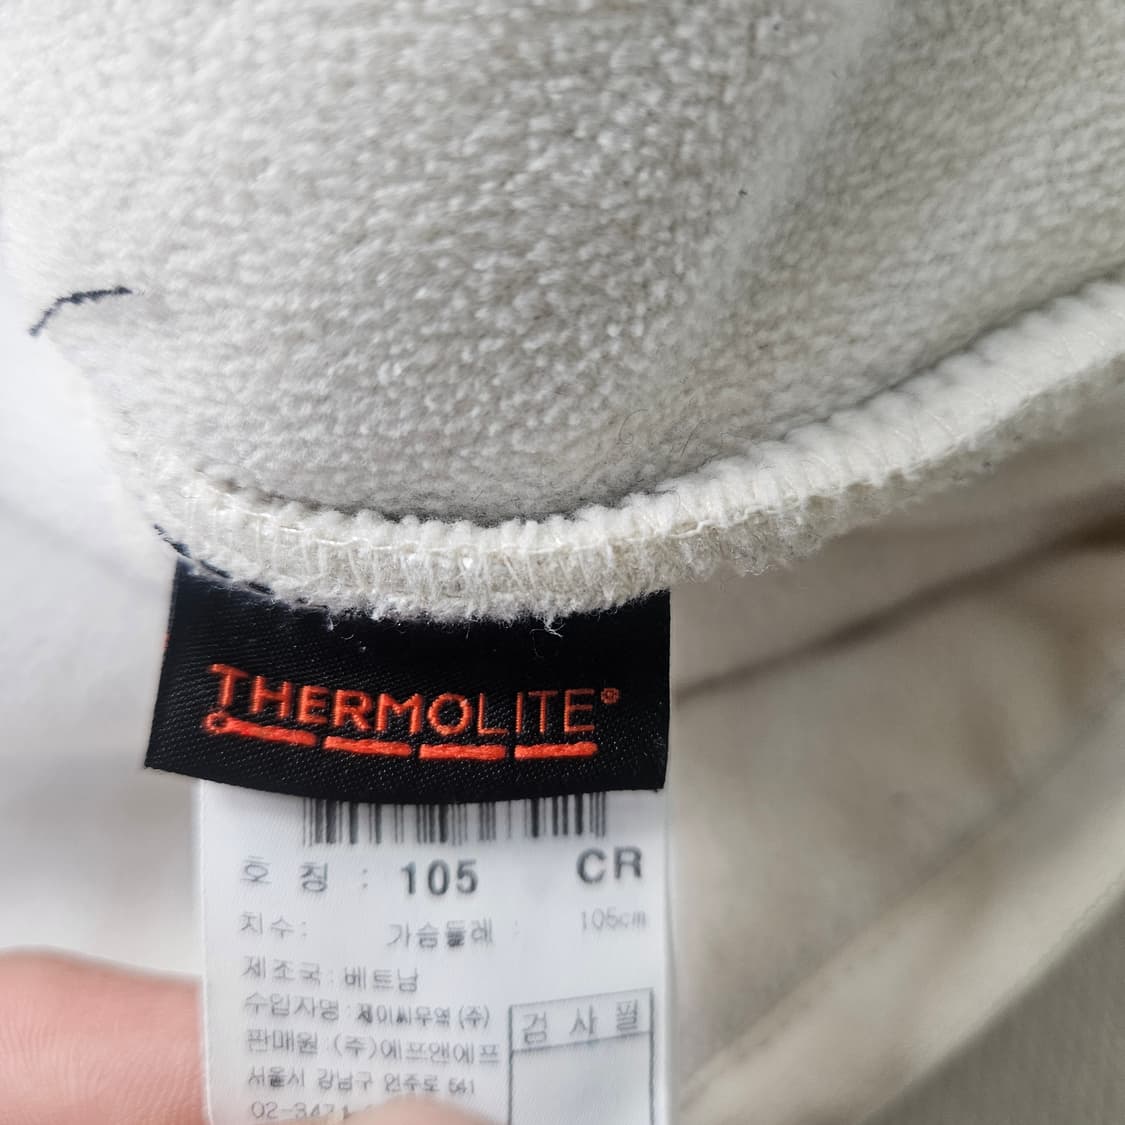 THERMOLITE®
호 칭 : 105 CR
치수: 가슴둘레 : 105cm
제조국 : 베트남
수입자명 : 제이씨무역 (주)
판매원 : (주)에프앤에프
서울시 강남구 언주로 541
02-3471
검 사 필